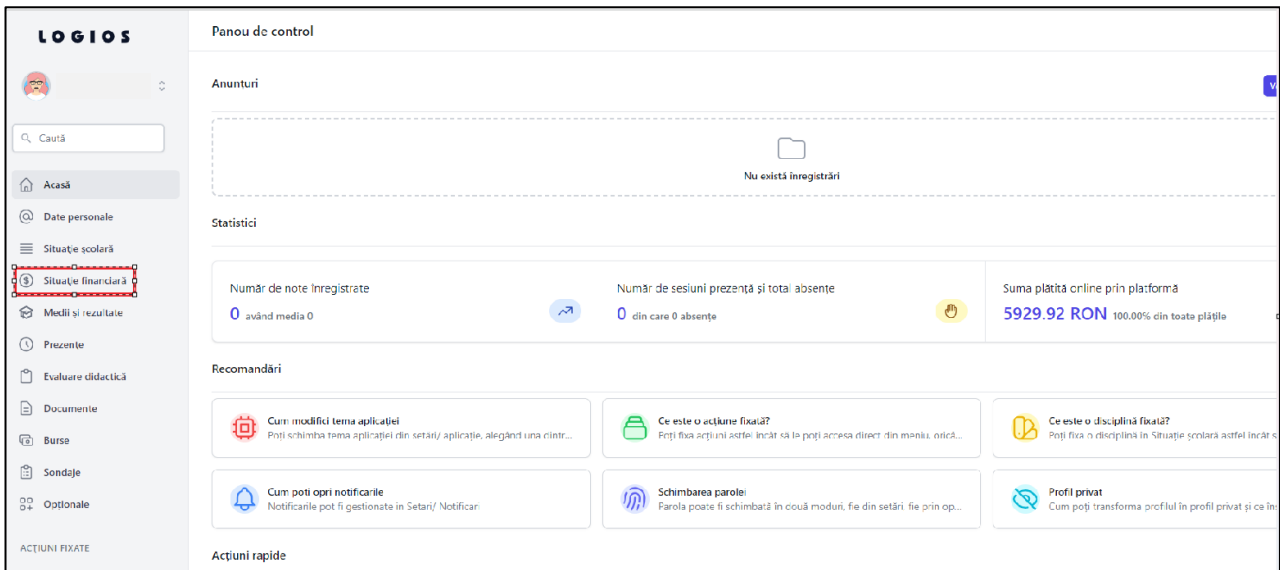 LOGIOS
Caută
Acasă
Date personale
Situație școlară
Situație financiară
Medii și rezultate
Prezențe
Evaluare didactică
Documente
Burse
Sondaje
Opționale
ACȚIUNI FIXATE
Panou de control
Anunturi
Nu există înregistrări
Statistici
Număr de note înregistrate
0 având media 0
Număr de sesiuni prezență și total absențe
0 din care 0 absențe
Suma plătită online prin platformă
5929.92 RON 100.00% din toate plățile
Recomandări
Cum modifici tema aplicației
Poți schimba tema aplicației din setări/ aplicație, alegând una dintr...
Ce este o acțiune fixată?
Poți fixa acțiuni astfel încât să le poți accesa direct din meniu, orică...
Ce este o disciplină fixată?
Poți fixa o disciplină în Situație școlară astfel încât s
Cum poti opri notificarile
Notificările pot fi gestionate in Setari/ Notificari
Schimbarea parolei
Parola poate fi schimbată în două moduri, fie din setări, fie prin op...
Profil privat
Cum poți transforma profilul în profil privat și ce îns
Acțiuni rapide